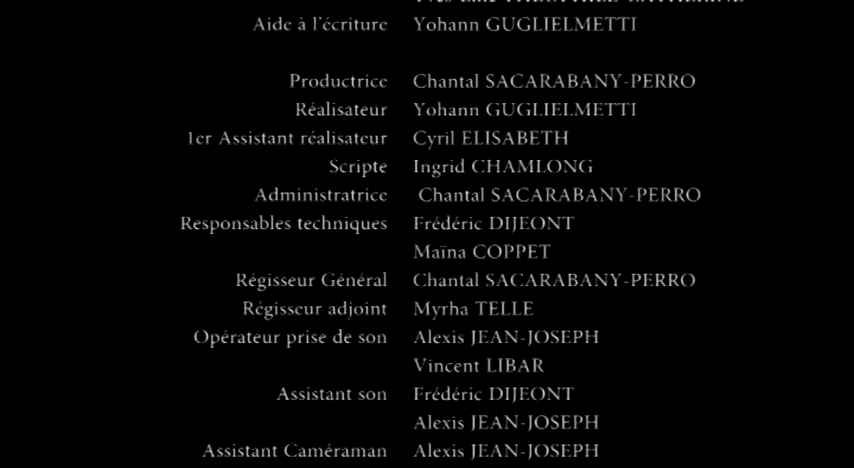 Aide à l'écriture Yohann GUGLIELMETTI
Productrice Chantal SACARABANY-PERRO
Réalisateur Yohann GUGLIELMETTI
1er Assistant réalisateur Cyril ELISABETH
Scripte Ingrid CHAMLONG
Administratrice Chantal SACARABANY-PERRO
Responsables techniques Frédéric DIJEONT
Maïna COPPET
Régisseur Général Chantal SACARABANY-PERRO
Régisseur adjoint Myrha TELLE
Opérateur prise de son Alexis JEAN-JOSEPH
Vincent LIBAR
Assistant son Frédéric DIJEONT
Alexis JEAN-JOSEPH
Assistant Caméraman Alexis JEAN-JOSEPH